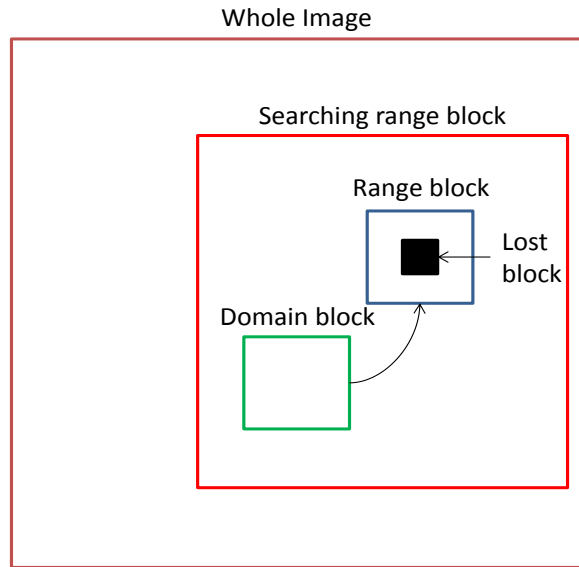 Whole Image
Searching range block
Range block
Lost
block
Domain block